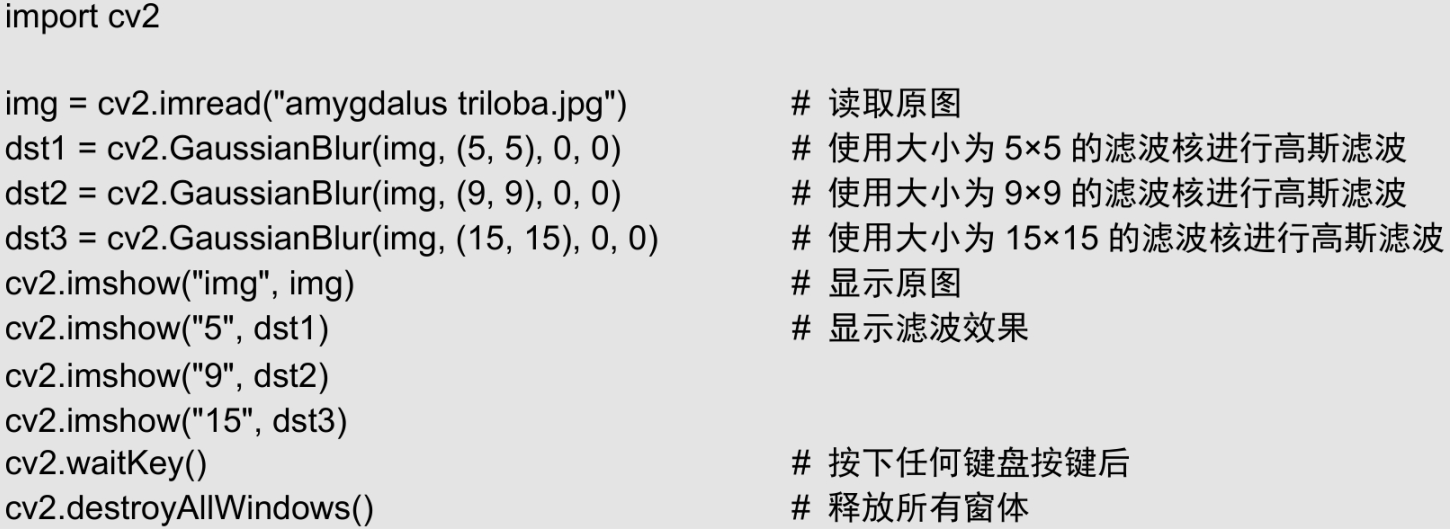 import cv2
img = cv2.imread("amygdalus triloba.jpg") # 读取原图
dst1 = cv2.GaussianBlur(img, (5, 5), 0, 0) # 使用大小为 5×5 的滤波核进行高斯滤波
dst2 = cv2.GaussianBlur(img, (9, 9), 0, 0) # 使用大小为 9×9 的滤波核进行高斯滤波
dst3 = cv2.GaussianBlur(img, (15, 15), 0, 0) # 使用大小为 15×15 的滤波核进行高斯滤波
cv2.imshow("img", img) # 显示原图
cv2.imshow("5", dst1) # 显示滤波效果
cv2.imshow("9", dst2)
cv2.imshow("15", dst3)
cv2.waitKey() # 按下任何键盘按键后
cv2.destroyAllWindows() # 释放所有窗体